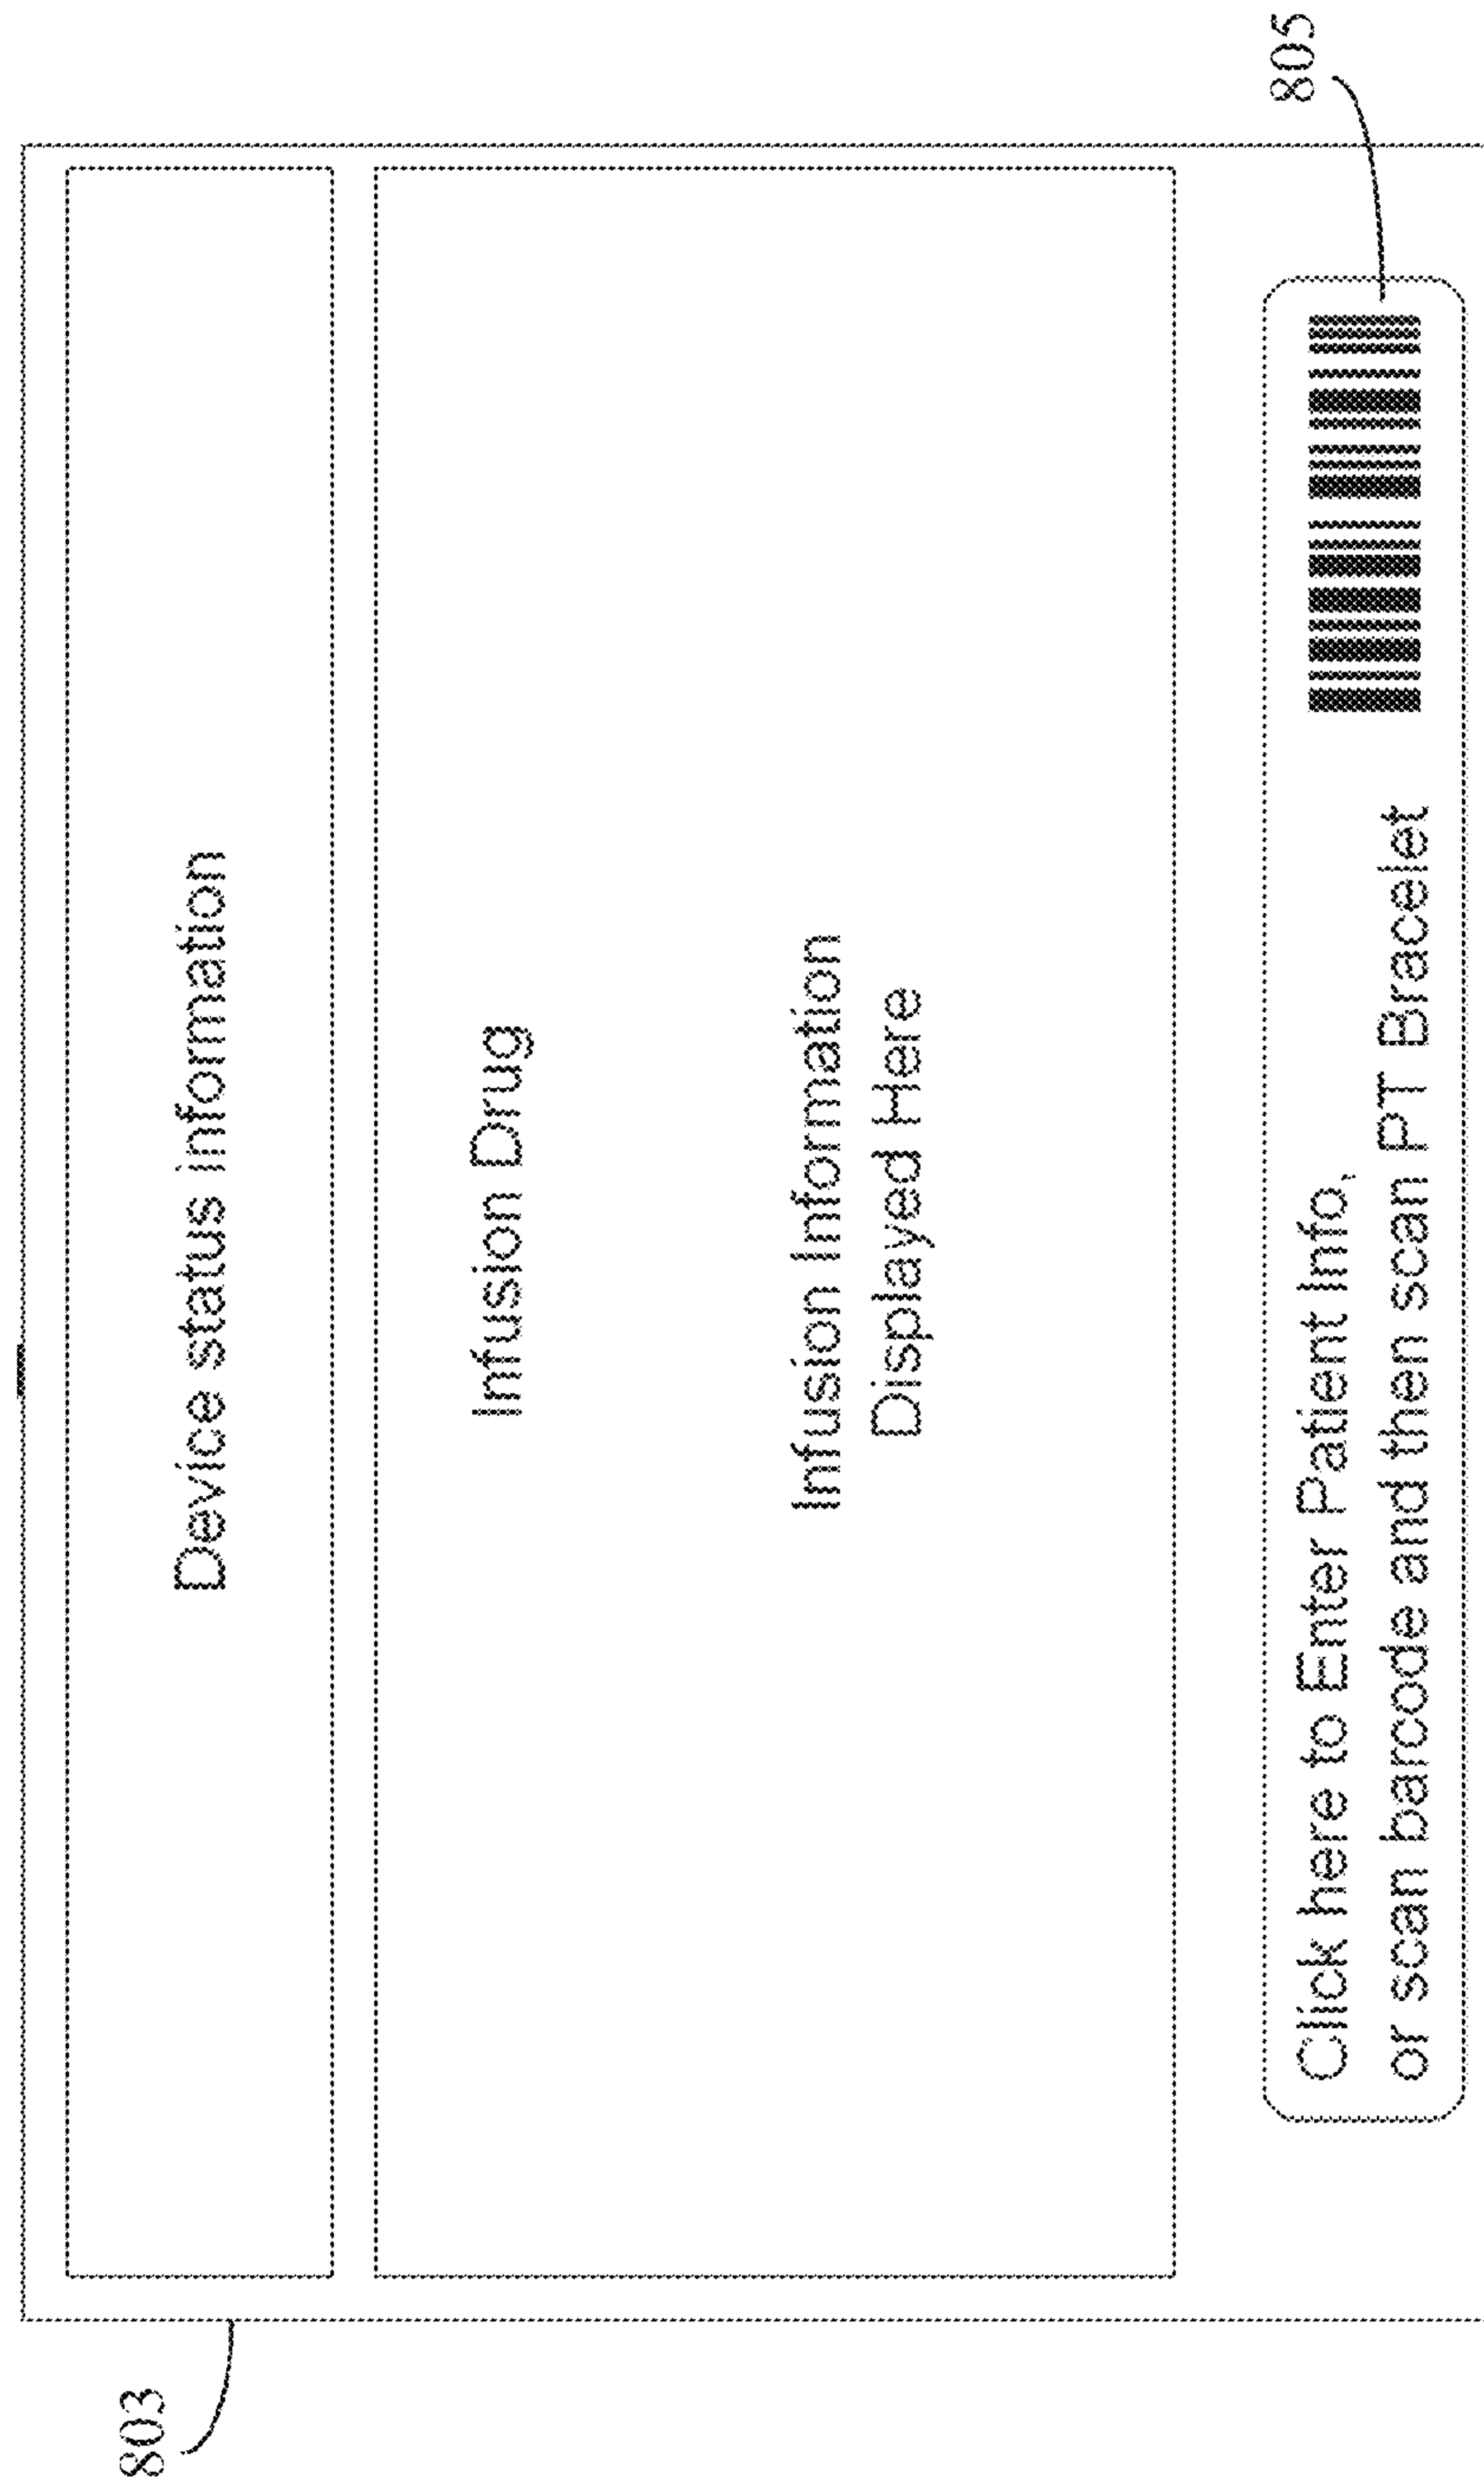 803
Device status information
Infusion Drug
Infusion Information
Displayed Here
Click here to Enter Patient Info,
or scan barcode and then scan PT Bracelet
805